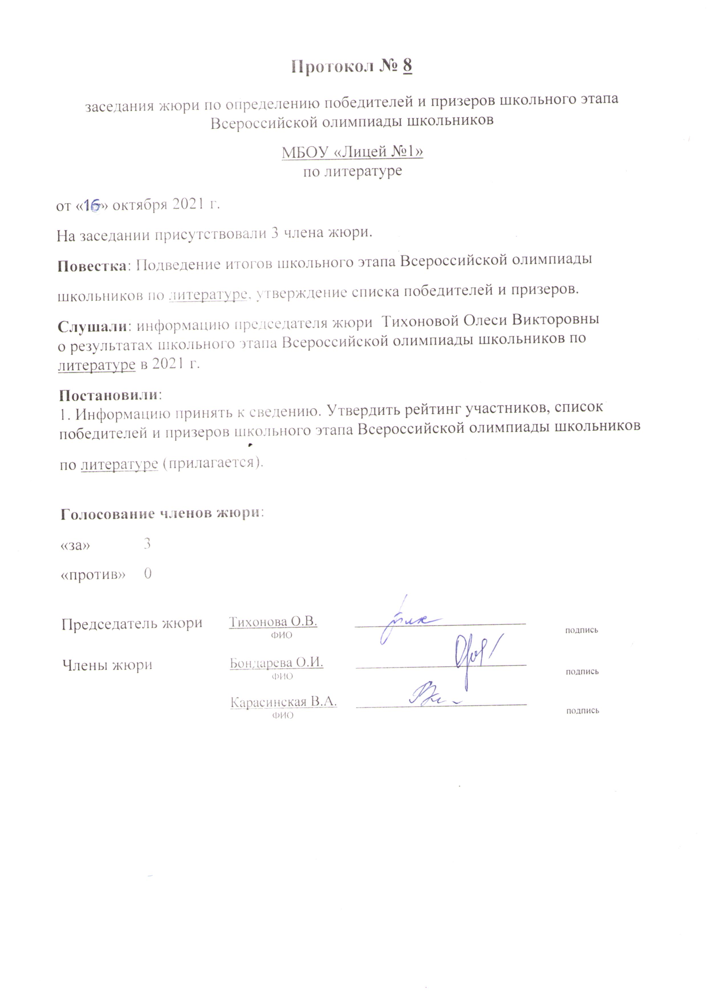 Протокол № 8
заседания жюри по определению победителей и призеров школьного этапа
Всероссийской олимпиады школьников
МБОУ «Лицей №1»
по литературе
от «16» октября 2021 г.
На заседании присутствовали 3 члена жюри.
Повестка: Подведение итогов школьного этапа Всероссийской олимпиады
школьников по литературе, утверждение списка победителей и призеров.
Слушали: информацию председателя жюри Тихоновой Олеси Викторовны
о результатах школьного этапа Всероссийской олимпиады школьников по
литературе в 2021 г.
Постановили:
1. Информацию принять к сведению. Утвердить рейтинг участников, список
победителей и призеров школьного этапа Всероссийской олимпиады школьников
по литературе (прилагается).
Голосование членов жюри:
«за» 3
«против» 0
Председатель жюри Тихонова О.В. подпись
ФИО
Члены жюри Бондарева О.И. подпись
ФИО
Карасинская В.А. подпись
ФИО